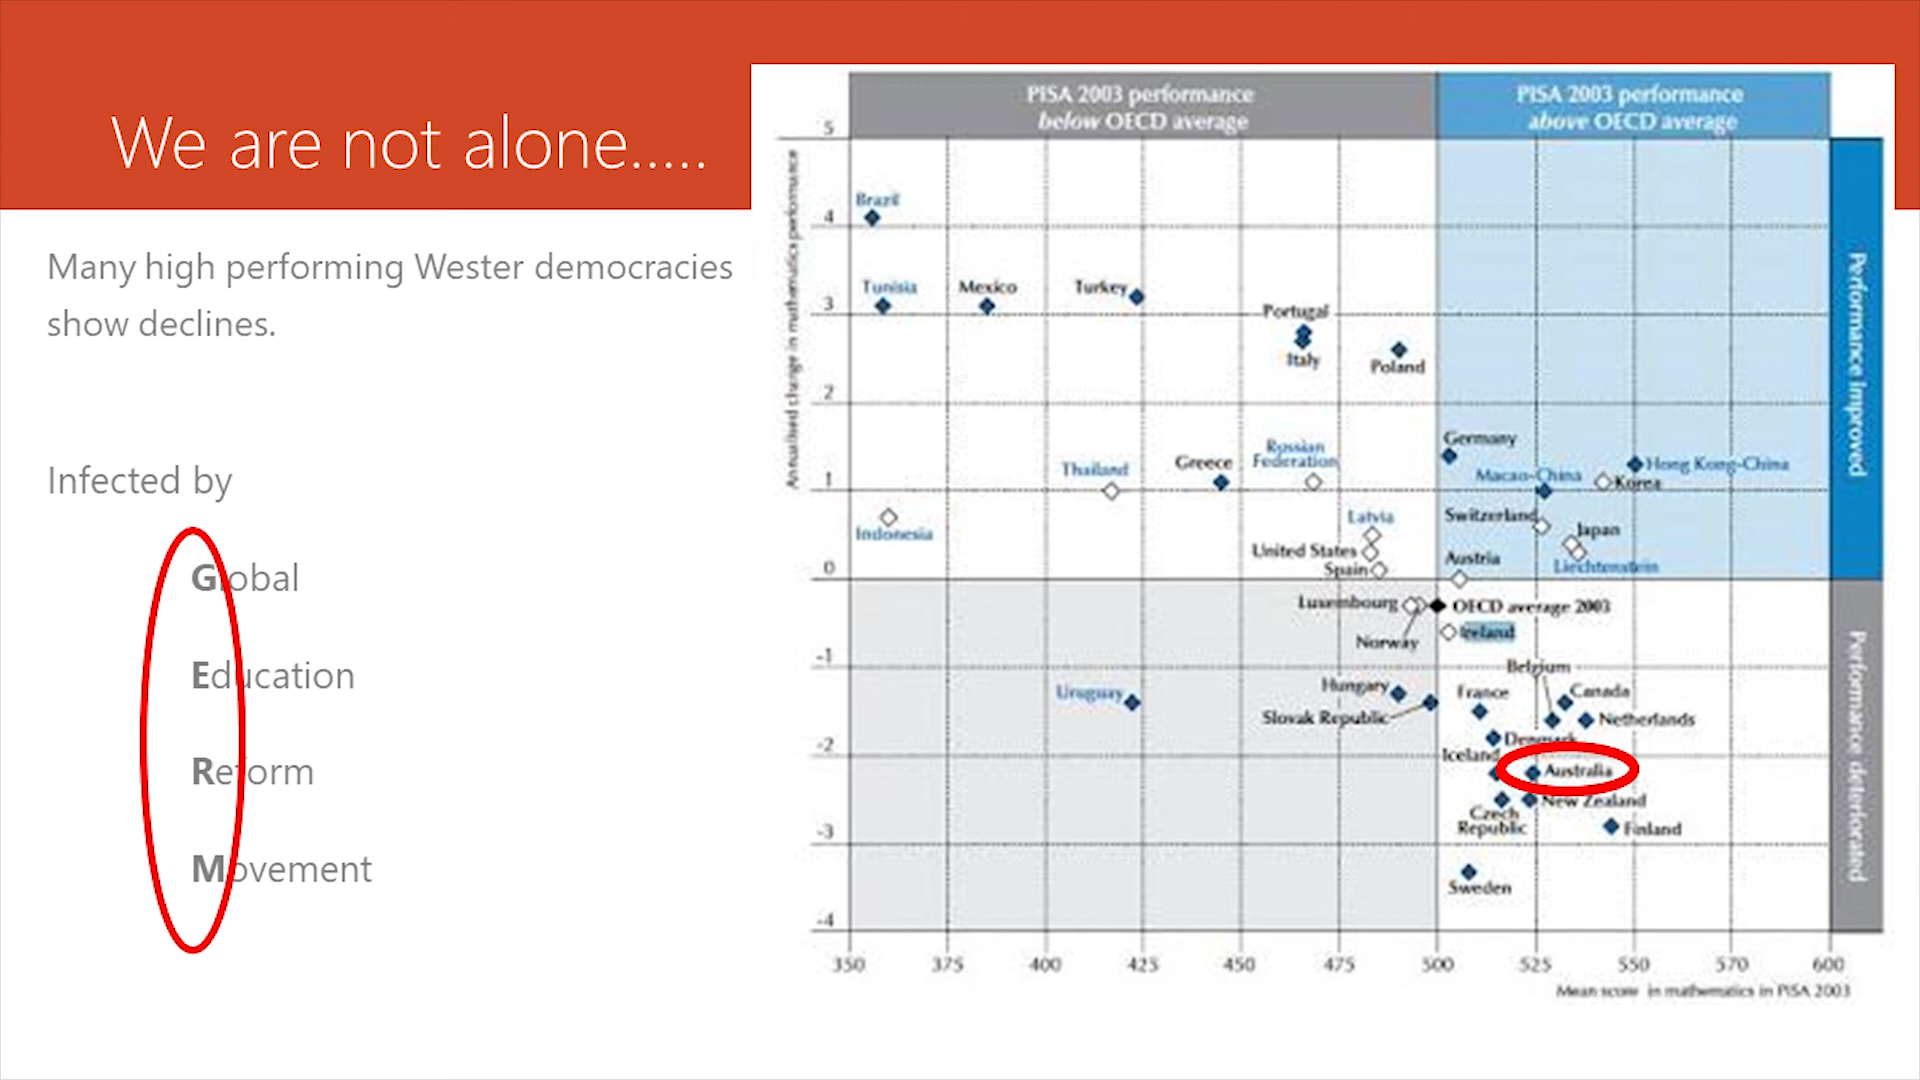 We are not alone.....
Many high performing Wester democracies
show declines.
Infected by
Global
Education
Reform
Movement
PISA 2003 performance
below OECD average
PISA 2003 performance
above OECD average
Annualised change in mathematics performance
5
4
3
2
1
0
-1
-2
-3
-4
Brazil
Tunisia
Mexico
Turkey
Portugal
Italy
Poland
Germany
Russian
Federation
Thailand
Greece
Macao-China
Hong Kong-China
Korea
Indonesia
Latvia
Switzerland
Japan
United States
Spain
Austria
Liechtenstein
Luxembourg
OECD average 2003
Norway
Ireland
Belgium
Uruguay
Hungary
France
Canada
Slovak Republic
Netherlands
Denmark
Iceland
Australia
New Zealand
Czech
Republic
Finland
Sweden
Performance improved
Performance deteriorated
350
375
400
425
450
475
500
525
550
570
600
Mean score in mathematics in PISA 2003